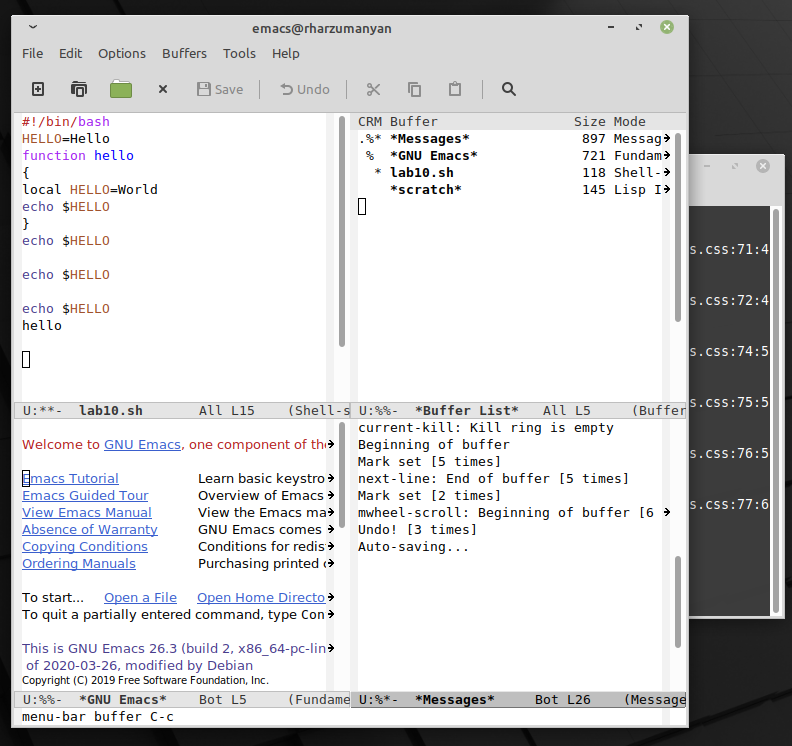 emacs@rharzumanyan
File Edit Options Buffers Tools Help
Save Undo
#!/bin/bash
HELLO=Hello
function hello
{
local HELLO=World
echo $HELLO
}
echo $HELLO
echo $HELLO
echo $HELLO
hello
U:**- lab10.sh All L15 (Shell-s
CRM Buffer Size Mode
.%* *Messages* 897 Messag
% *GNU Emacs* 721 Fundam
* lab10.sh 118 Shell-
*scratch* 145 Lisp I
U:%%- *Buffer List* All L5 (Buffer
Welcome to GNU Emacs, one component of the
Emacs Tutorial Learn basic keystro
Emacs Guided Tour Overview of Emacs
View Emacs Manual View the Emacs ma
Absence of Warranty GNU Emacs comes
Copying Conditions Conditions for redis
Ordering Manuals Purchasing printed c
To start... Open a File Open Home Directo
To quit a partially entered command, type Con
This is GNU Emacs 26.3 (build 2, x86_64-pc-lin
of 2020-03-26, modified by Debian
Copyright (C) 2019 Free Software Foundation, Inc.
U:%%- *GNU Emacs* Bot L5 (Fundame
current-kill: Kill ring is empty
Beginning of buffer
Mark set [5 times]
next-line: End of buffer [5 times]
Mark set [2 times]
mwheel-scroll: Beginning of buffer [6
Undo! [3 times]
Auto-saving...
U:%*- *Messages* Bot L26 (Message
menu-bar buffer C-c
s.css:71:4
s.css:72:4
s.css:74:5
s.css:75:5
s.css:76:5
s.css:77:6